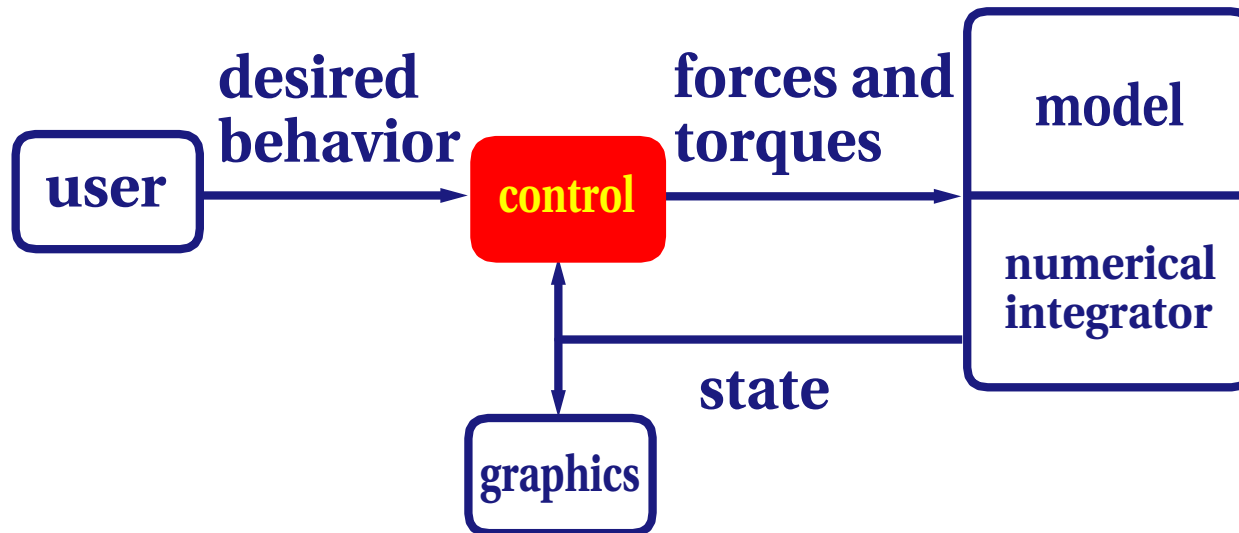 desired
behavior
forces and
torques
model
user
control
numerical
integrator
state
graphics